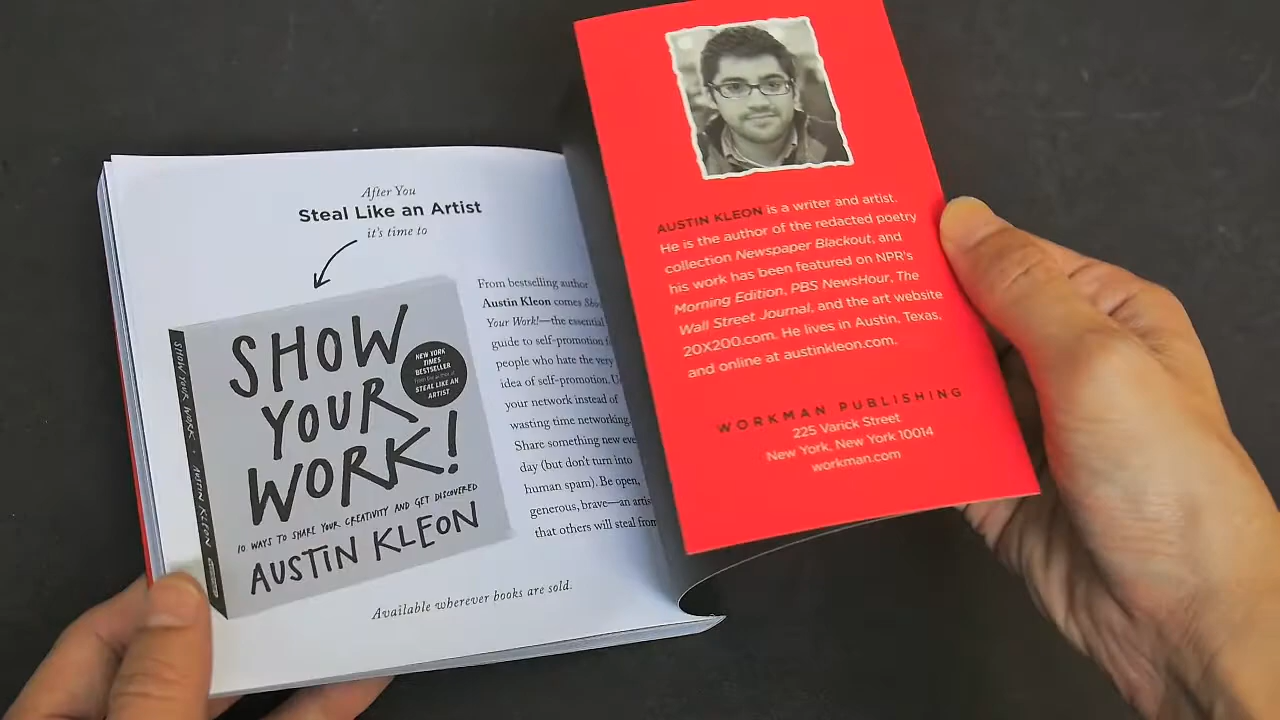 After You
Steal Like an Artist
it's time to
SHOW YOUR WORK! • AUSTIN KLEON
SHOW
YOUR
WORK!
NEW YORK
TIMES
BESTSELLER
From the author of
STEAL LIKE AN
ARTIST
10 WAYS TO SHARE YOUR CREATIVITY AND GET DISCOVERED
AUSTIN KLEON
From bestselling author
Austin Kleon comes
Your Work!—the essential
guide to self-promotion
people who hate the very
idea of self-promotion.
your network instead of
wasting time networking.
Share something new
day (but don't turn into
human spam). Be open,
generous, brave—an
that others will steal from
Available wherever books are sold.
AUSTIN KLEON is a writer and artist.
He is the author of the redacted poetry
collection Newspaper Blackout, and
his work has been featured on NPR's
Morning Edition, PBS NewsHour, The
Wall Street Journal, and the art website
20X200.com. He lives in Austin, Texas,
and online at austinkleon.com.
WORKMAN PUBLISHING
225 Varick Street
New York, New York 10014
workman.com